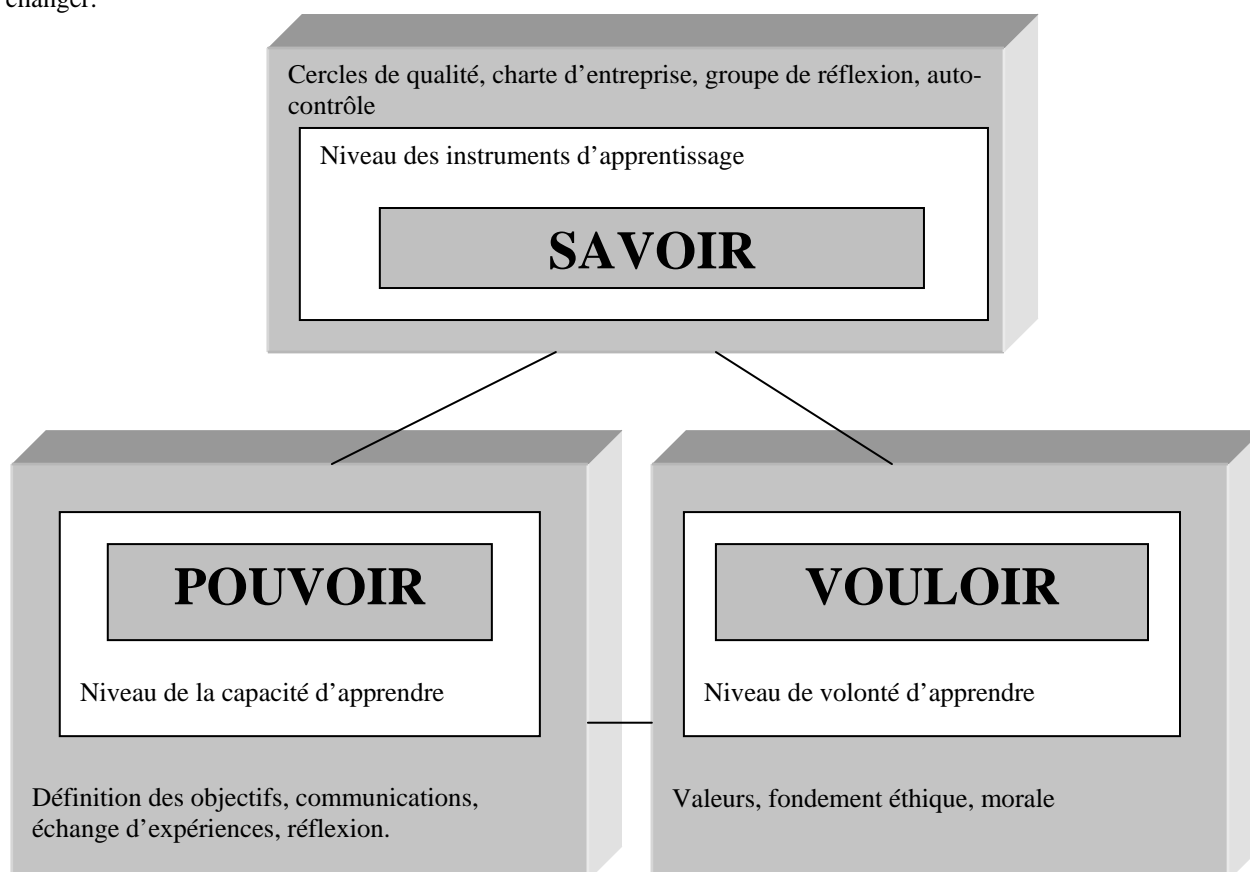 changer.
Cercles de qualité, charte d'entreprise, groupe de réflexion, auto-
contrôle
Niveau des instruments d'apprentissage
SAVOIR
POUVOIR
Niveau de la capacité d'apprendre
Définition des objectifs, communications,
échange d'expériences, réflexion.
VOULOIR
Niveau de volonté d'apprendre
Valeurs, fondement éthique, morale